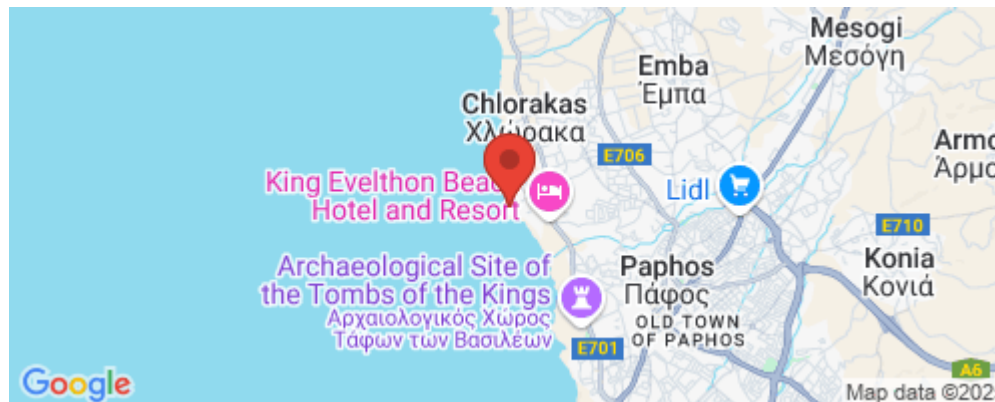 Mesogi
Μεσόγη
Emba
Έμπα
Chlorakas
Χλώρακα
E706
King Evelthon Beach
Hotel and Resort
Lidl
E710
Konia
Κονιά
Archaeological Site of
the Tombs of the Kings
Αρχαιολογικός Χώρος
Τάφων των Βασιλέων
Paphos
Πάφος
OLD TOWN
OF PAPHOS
E701
A6
Google
Map data ©202